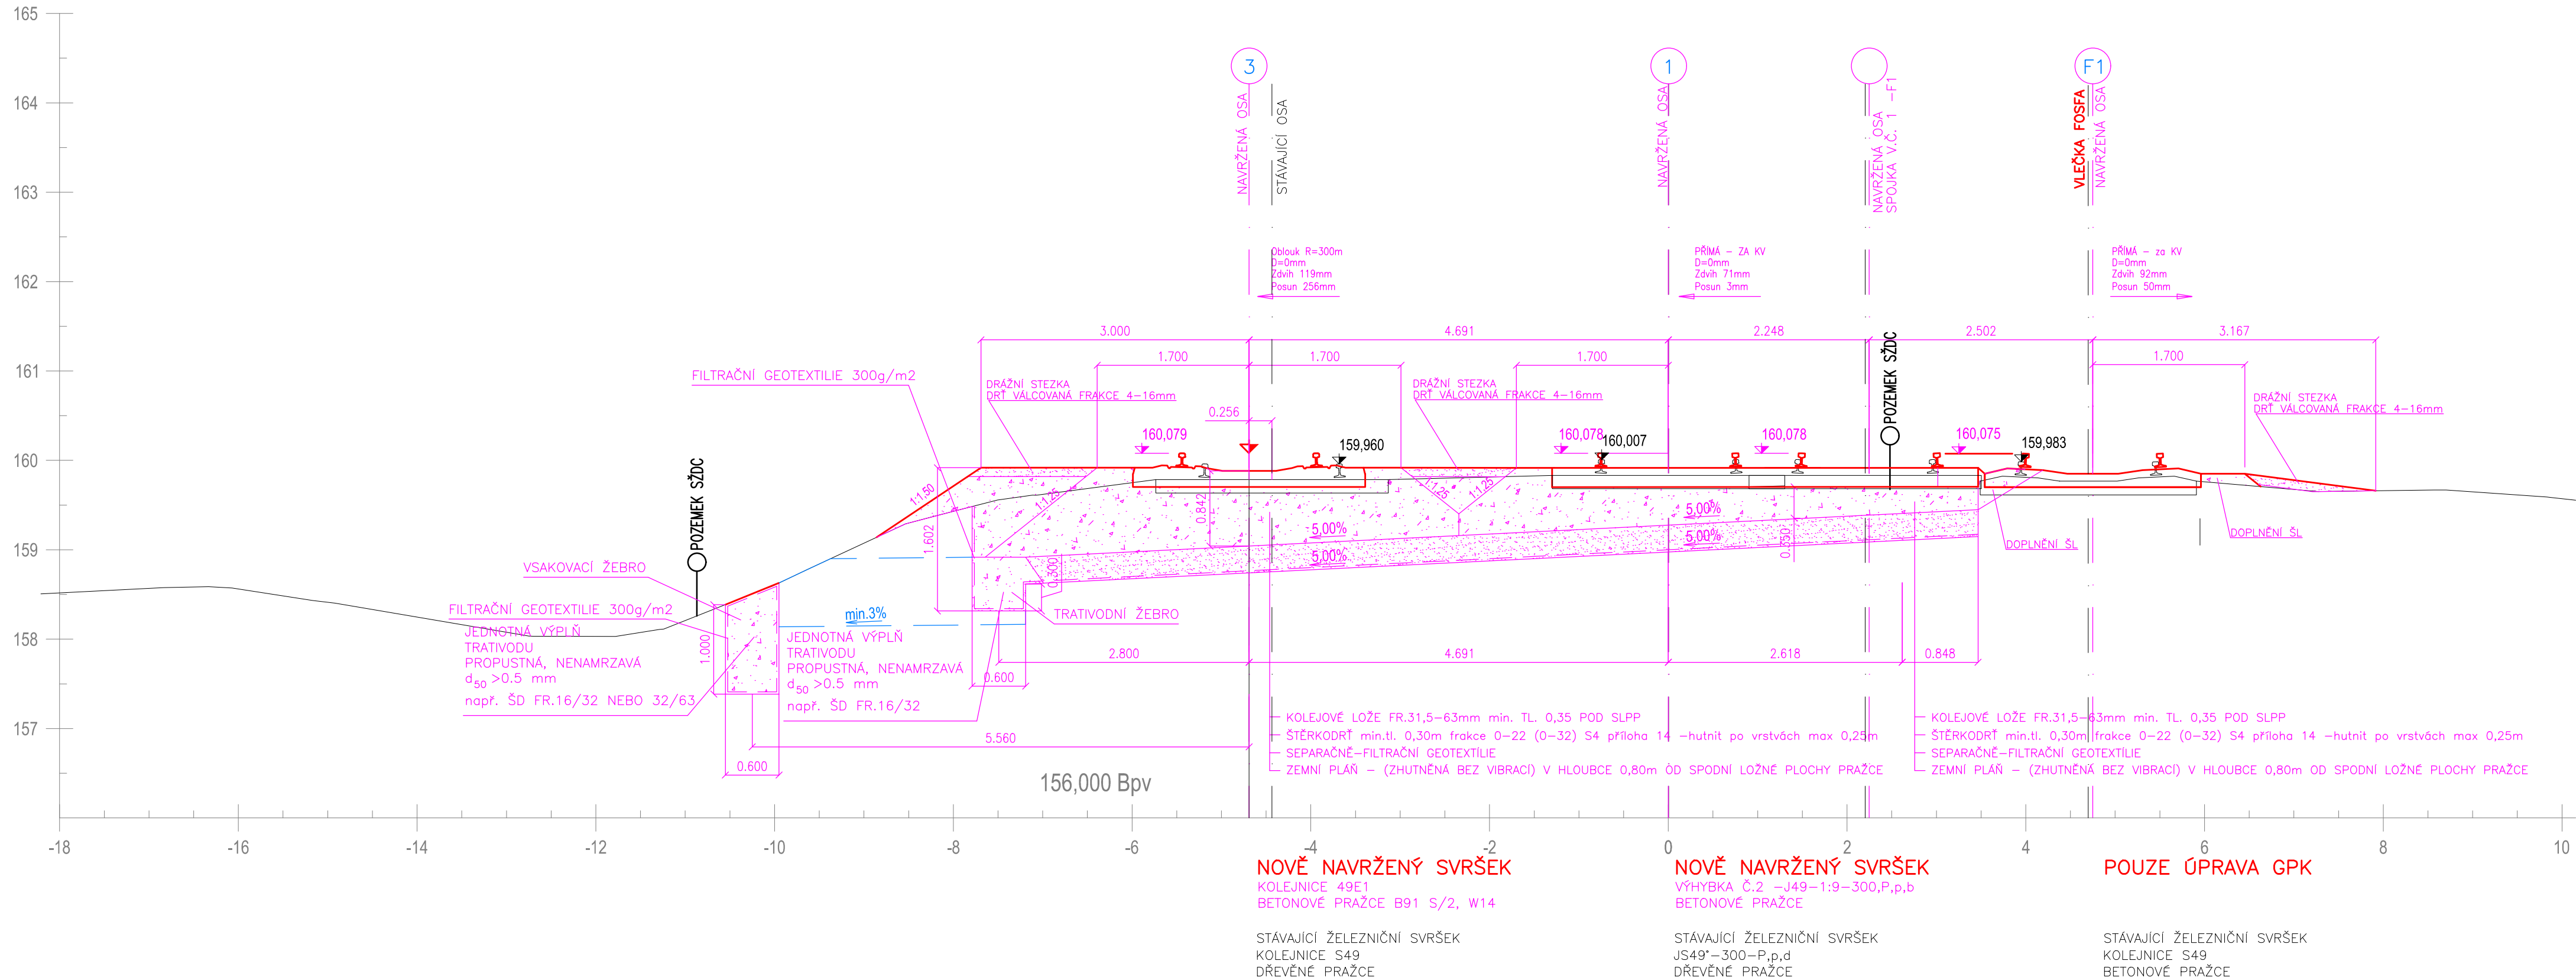 165
164
163
162
161
160
159
158
157
3
1
F1
NAVRŽENÁ OSA
STÁVAJÍCÍ OSA
NAVRŽENÁ OSA
NAVRŽENÁ OSA
SPOJKA V.Č. 1 -F1
VLEČKA FOSFA
NAVRŽENÁ OSA
Oblouk R=300m
D=0mm
Zdvih 119mm
Posun 256mm
PŘÍMÁ - ZA KV
D=0mm
Zdvih 71mm
Posun 3mm
PŘÍMÁ - za KV
D=0mm
Zdvih 92mm
Posun 50mm
3.000
4.691
2.248
2.502
3.167
1.700
1.700
1.700
1.700
FILTRAČNÍ GEOTEXTILIE 300g/m2
DRÁŽNÍ STEZKA
DRŤ VÁLCOVANÁ FRAKCE 4-16mm
DRÁŽNÍ STEZKA
DRŤ VÁLCOVANÁ FRAKCE 4-16mm
DRÁŽNÍ STEZKA
DRŤ VÁLCOVANÁ FRAKCE 4-16mm
0.256
160,079
159,960
160,078
160,007
160,078
160,075
159,983
POZEMEK SŽDC
POZEMEK SŽDC
1:1.50
1:1.25
1:1.25
1:1.25
0.842
1.602
0.300
0.350
5.00%
5.00%
5.00%
5.00%
DOPLNĚNÍ ŠL
DOPLNĚNÍ ŠL
VSAKOVACÍ ŽEBRO
FILTRAČNÍ GEOTEXTILIE 300g/m2
JEDNOTNÁ VÝPLŇ
TRATIVODU
PROPUSTNÁ, NENAMRZAVÁ
d50 >0.5 mm
např. ŠD FR.16/32 NEBO 32/63
1.000
min.3%
TRATIVODNÍ ŽEBRO
JEDNOTNÁ VÝPLŇ
TRATIVODU
PROPUSTNÁ, NENAMRZAVÁ
d50 >0.5 mm
např. ŠD FR.16/32
2.800
4.691
2.618
0.848
0.600
5.560
0.600
KOLEJOVÉ LOŽE FR.31,5-63mm min. TL. 0,35 POD SLPP
ŠTĚRKODRŤ min.tl. 0,30m frakce 0-22 (0-32) S4 příloha 14 -hutnit po vrstvách max 0,25m
SEPARAČNĚ-FILTRAČNÍ GEOTEXTÍLIE
ZEMNÍ PLÁŇ - (ZHUTNĚNÁ BEZ VIBRACÍ) V HLOUBCE 0,80m OD SPODNÍ LOŽNÉ PLOCHY PRAŽCE
KOLEJOVÉ LOŽE FR.31,5-63mm min. TL. 0,35 POD SLPP
ŠTĚRKODRŤ min.tl. 0,30m frakce 0-22 (0-32) S4 příloha 14 -hutnit po vrstvách max 0,25m
SEPARAČNĚ-FILTRAČNÍ GEOTEXTÍLIE
ZEMNÍ PLÁŇ - (ZHUTNĚNÁ BEZ VIBRACÍ) V HLOUBCE 0,80m OD SPODNÍ LOŽNÉ PLOCHY PRAŽCE
156,000 Bpv
-18 -16 -14 -12 -10 -8 -6 -4 -2 0 2 4 6 8 10
NOVĚ NAVRŽENÝ SVRŠEK
KOLEJNICE 49E1
BETONOVÉ PRAŽCE B91 S/2, W14
STÁVAJÍCÍ ŽELEZNIČNÍ SVRŠEK
KOLEJNICE S49
DŘEVĚNÉ PRAŽCE
NOVĚ NAVRŽENÝ SVRŠEK
VÝHYBKA Č.2 -J49-1:9-300,P,p,b
BETONOVÉ PRAŽCE
STÁVAJÍCÍ ŽELEZNIČNÍ SVRŠEK
JS49°-300-P,p,d
DŘEVĚNÉ PRAŽCE
POUZE ÚPRAVA GPK
STÁVAJÍCÍ ŽELEZNIČNÍ SVRŠEK
KOLEJNICE S49
BETONOVÉ PRAŽCE